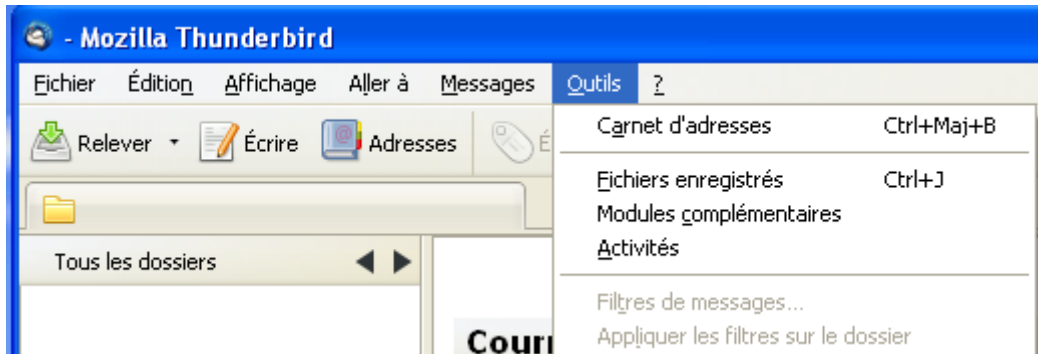 - Mozilla Thunderbird
Fichier Édition Affichage Aller à Messages Outils ?
Relever Écrire Adresses
Carnet d'adresses Ctrl+Maj+B
Fichiers enregistrés Ctrl+J
Modules complémentaires
Activités
Tous les dossiers
Filtres de messages...
Appliquer les filtres sur le dossier